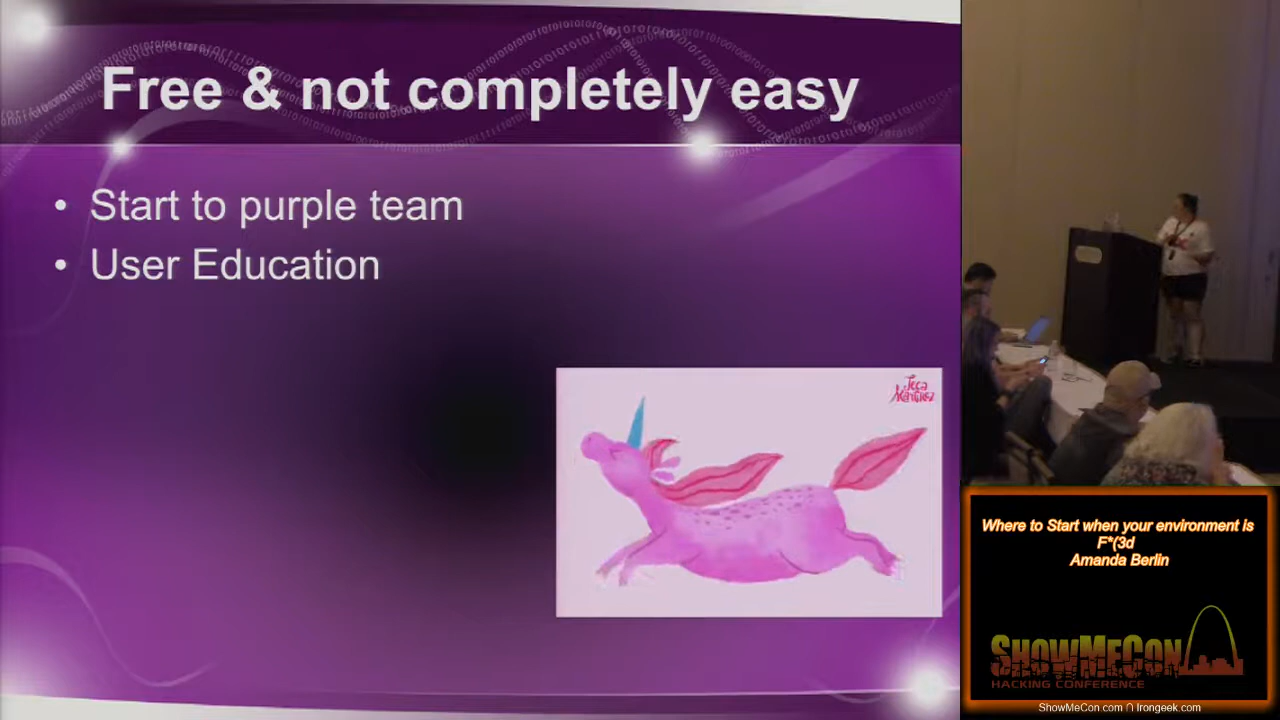 Free & not completely easy
• Start to purple team
• User Education
Where to Start when your environment is
F*(3d
Amanda Berlin
SHOWMECON
HACKING CONFERENCE
ShowMeCon.com ∩ Irongeek.com